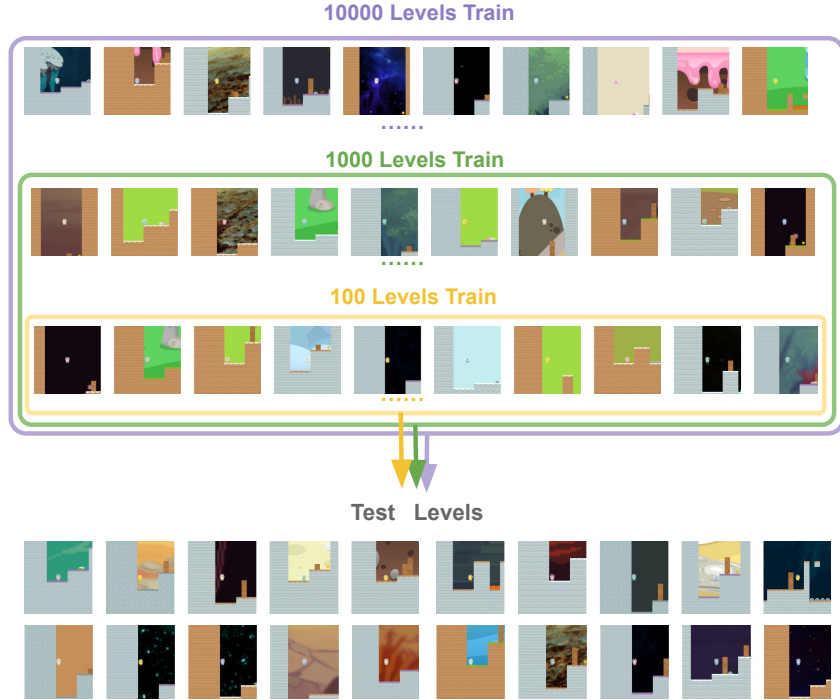 10000 Levels Train
......
1000 Levels Train
......
100 Levels Train
......
Test Levels